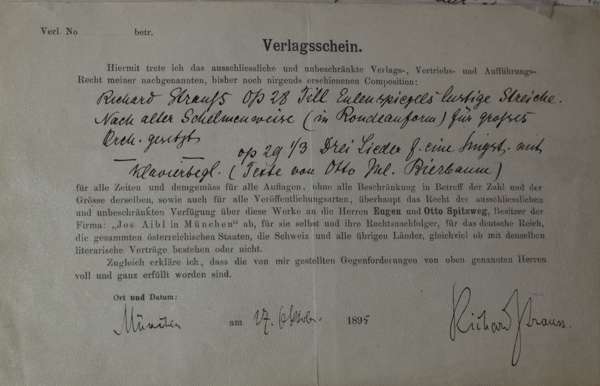 Verl. No betr.
Verlagsschein.
Hiermit trete ich das ausschliessliche und unbeschränkte Verlags-, Vertriebs- und Aufführungs-
Recht meiner nachgenannten, bisher noch nirgends erschienenen Composition:
Richard Strauß op 28 Till Eulenspiegels lustige Streiche.
Nach alter Schelmenweise (in Rondeauform) für großes
Orch. gesetzt
op 29 1/3 Drei Lieder f. eine Singst. mit
Klavierbegl. (Texte von Otto Jul. Bierbaum)
für alle Zeiten und demgemäss für alle Auflagen, ohne alle Beschränkung in Betreff der Zahl und der
Grösse derselben, sowie auch für alle Veröffentlichungsarten, überhaupt das Recht der ausschliesslichen
und unbeschränkten Verfügung über diese Werke an die Herren Eugen und Otto Spitzweg, Besitzer der
Firma: „Jos Aibl in München" ab, für sie selbst und ihre Rechtsnachfolger, für das deutsche Reich,
die gesammten österreichischen Staaten, die Schweiz und alle übrigen Länder, gleichviel ob mit denselben
literarische Verträge bestehen oder nicht.
Zugleich erkläre ich, dass die von mir gestellten Gegenforderungen von oben genannten Herren
voll und ganz erfüllt worden sind.
Ort und Datum:
München am 17. Oktober. 1895 Richard Strauss.